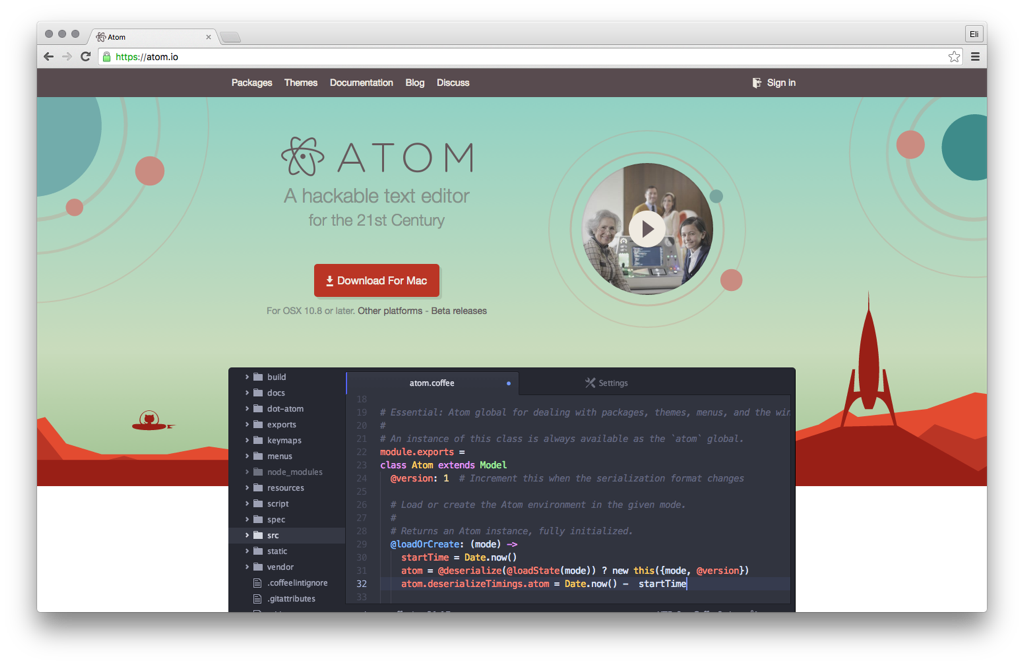 Atom
Eli
https://atom.io
Packages Themes Documentation Blog Discuss Sign in
ATOM
A hackable text editor
for the 21st Century
Download For Mac
For OSX 10.8 or later. Other platforms - Beta releases
build
docs
dot-atom
exports
keymaps
menus
node_modules
resources
script
spec
src
static
vendor
.coffeelintignore
.gitattributes
atom.coffee Settings
18
19 # Essential: Atom global for dealing with packages, themes, menus, and the win
20 #
21 # An instance of this class is always available as the `atom` global.
22 module.exports =
23 class Atom extends Model
24 @version: 1 # Increment this when the serialization format changes
25
26 # Load or create the Atom environment in the given mode.
27 #
28 # Returns an Atom instance, fully initialized.
29 @loadOrCreate: (mode) ->
30 startTime = Date.now()
31 atom = @deserialize(@loadState(mode)) ? new this({mode, @version})
32 atom.deserializeTimings.atom = Date.now() - startTime
33